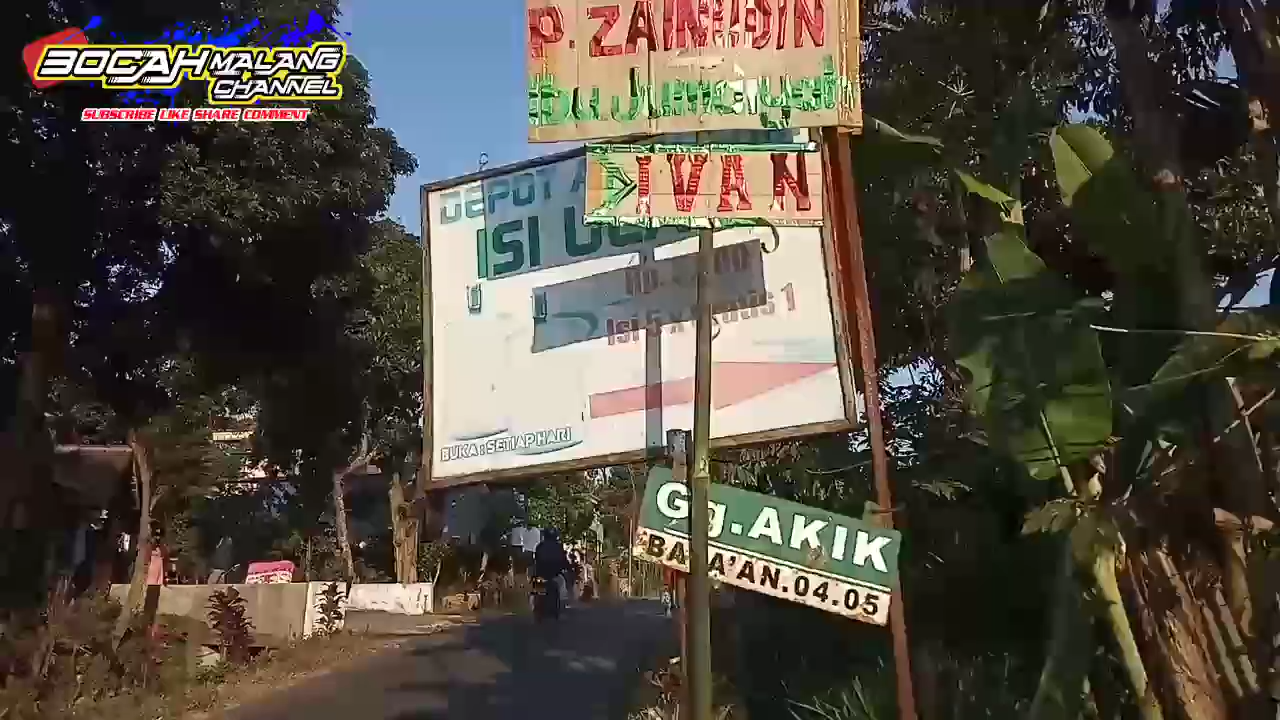 BOCAH MALANG
CHANNEL
SUBSCRIBE LIKE SHARE COMMENT
P. ZAINUDIN
IVAN
DEPOT A
ISI
ISI 5 x GRATIS 1
BUKA : SETIAP HARI
Gg. AKIK
BAWA'AN.04.05